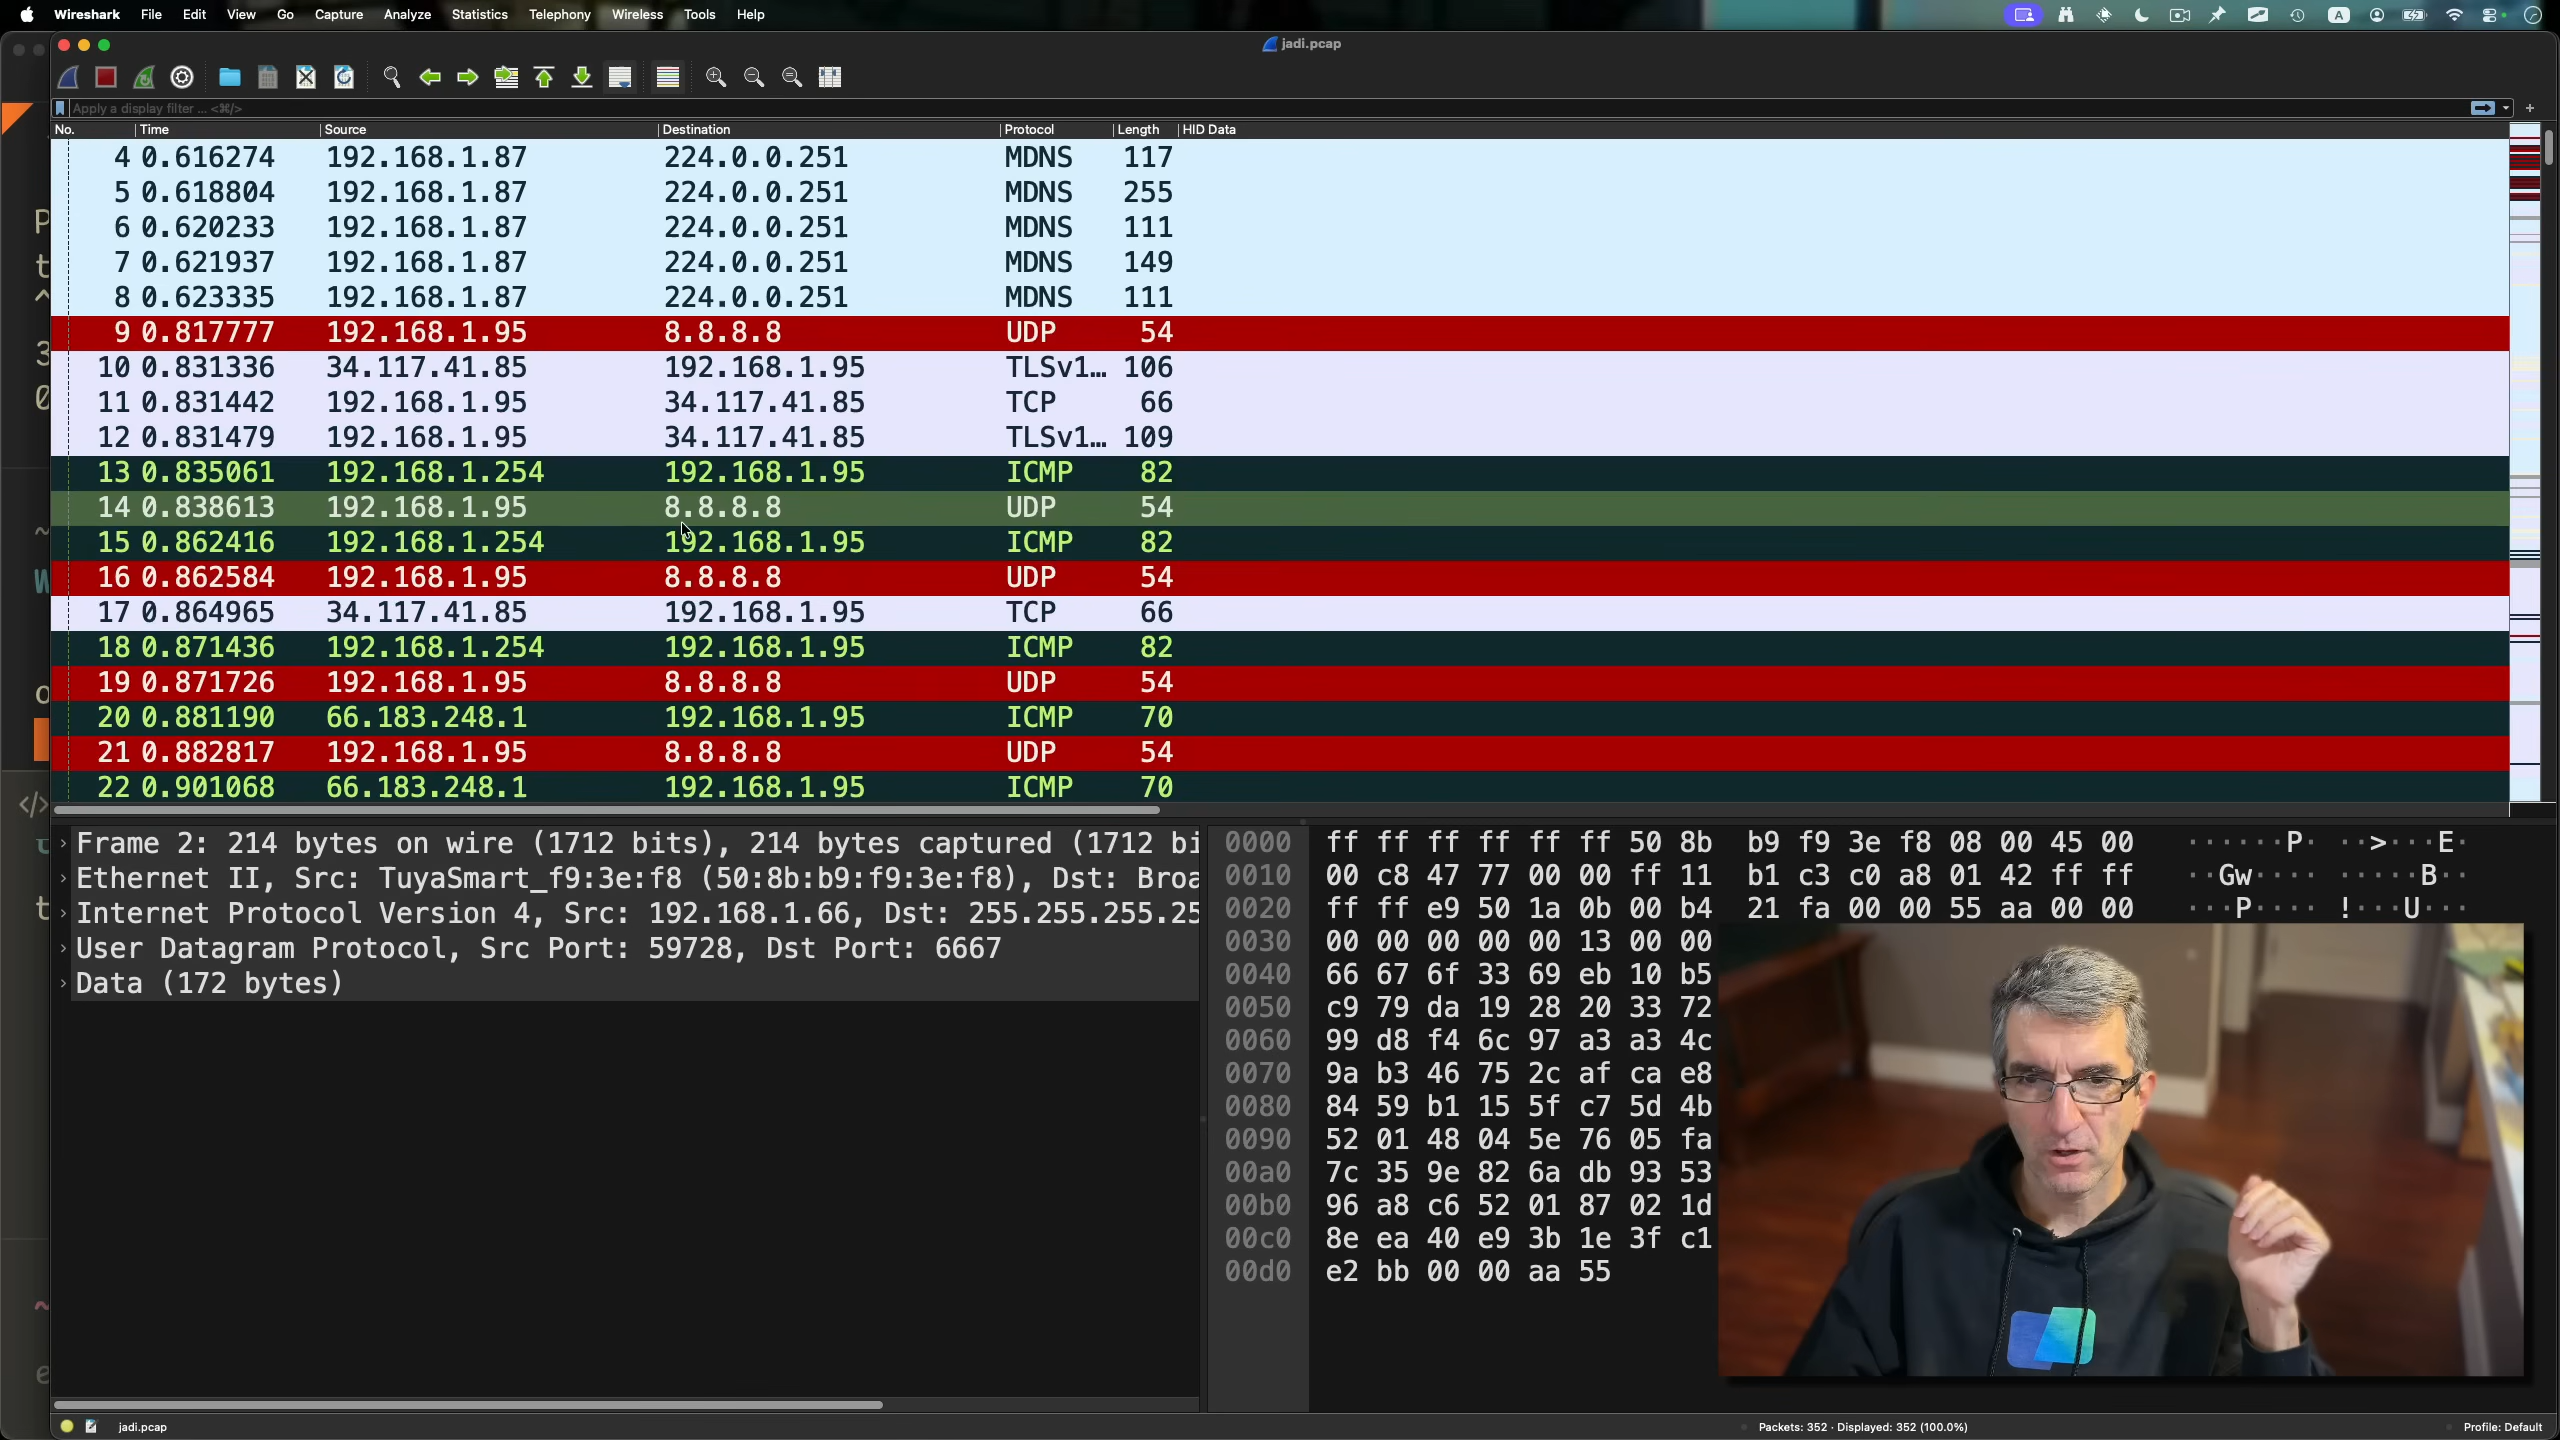 Wireshark File Edit View Go Capture Analyze Statistics Telephony Wireless Tools Help
jadi.pcap
Apply a display filter ... <⌘/>
No. Time Source Destination Protocol Length HID Data
4 0.616274 192.168.1.87 224.0.0.251 MDNS 117
5 0.618804 192.168.1.87 224.0.0.251 MDNS 255
6 0.620233 192.168.1.87 224.0.0.251 MDNS 111
7 0.621937 192.168.1.87 224.0.0.251 MDNS 149
8 0.623335 192.168.1.87 224.0.0.251 MDNS 111
9 0.817777 192.168.1.95 8.8.8.8 UDP 54
10 0.831336 34.117.41.85 192.168.1.95 TLSv1… 106
11 0.831442 192.168.1.95 34.117.41.85 TCP 66
12 0.831479 192.168.1.95 34.117.41.85 TLSv1… 109
13 0.835061 192.168.1.254 192.168.1.95 ICMP 82
14 0.838613 192.168.1.95 8.8.8.8 UDP 54
15 0.862416 192.168.1.254 192.168.1.95 ICMP 82
16 0.862584 192.168.1.95 8.8.8.8 UDP 54
17 0.864965 34.117.41.85 192.168.1.95 TCP 66
18 0.871436 192.168.1.254 192.168.1.95 ICMP 82
19 0.871726 192.168.1.95 8.8.8.8 UDP 54
20 0.881190 66.183.248.1 192.168.1.95 ICMP 70
21 0.882817 192.168.1.95 8.8.8.8 UDP 54
22 0.901068 66.183.248.1 192.168.1.95 ICMP 70
Frame 2: 214 bytes on wire (1712 bits), 214 bytes captured (1712 bi
Ethernet II, Src: TuyaSmart_f9:3e:f8 (50:8b:b9:f9:3e:f8), Dst: Broa
Internet Protocol Version 4, Src: 192.168.1.66, Dst: 255.255.255.25
User Datagram Protocol, Src Port: 59728, Dst Port: 6667
Data (172 bytes)
0000 ff ff ff ff ff ff 50 8b b9 f9 3e f8 08 00 45 00 ······P· ··>···E·
0010 00 c8 47 77 00 00 ff 11 b1 c3 c0 a8 01 42 ff ff ··Gw···· ·····B··
0020 ff ff e9 50 1a 0b 00 b4 21 fa 00 00 55 aa 00 00 ···P···· !···U···
0030 00 00 00 00 00 13 00 00
0040 66 67 6f 33 69 eb 10 b5
0050 c9 79 da 19 28 20 33 72
0060 99 d8 f4 6c 97 a3 a3 4c
0070 9a b3 46 75 2c af ca e8
0080 84 59 b1 15 5f c7 5d 4b
0090 52 01 48 04 5e 76 05 fa
00a0 7c 35 9e 82 6a db 93 53
00b0 96 a8 c6 52 01 87 02 1d
00c0 8e ea 40 e9 3b 1e 3f c1
00d0 e2 bb 00 00 aa 55
jadi.pcap
Packets: 352 · Displayed: 352 (100.0%)
Profile: Default